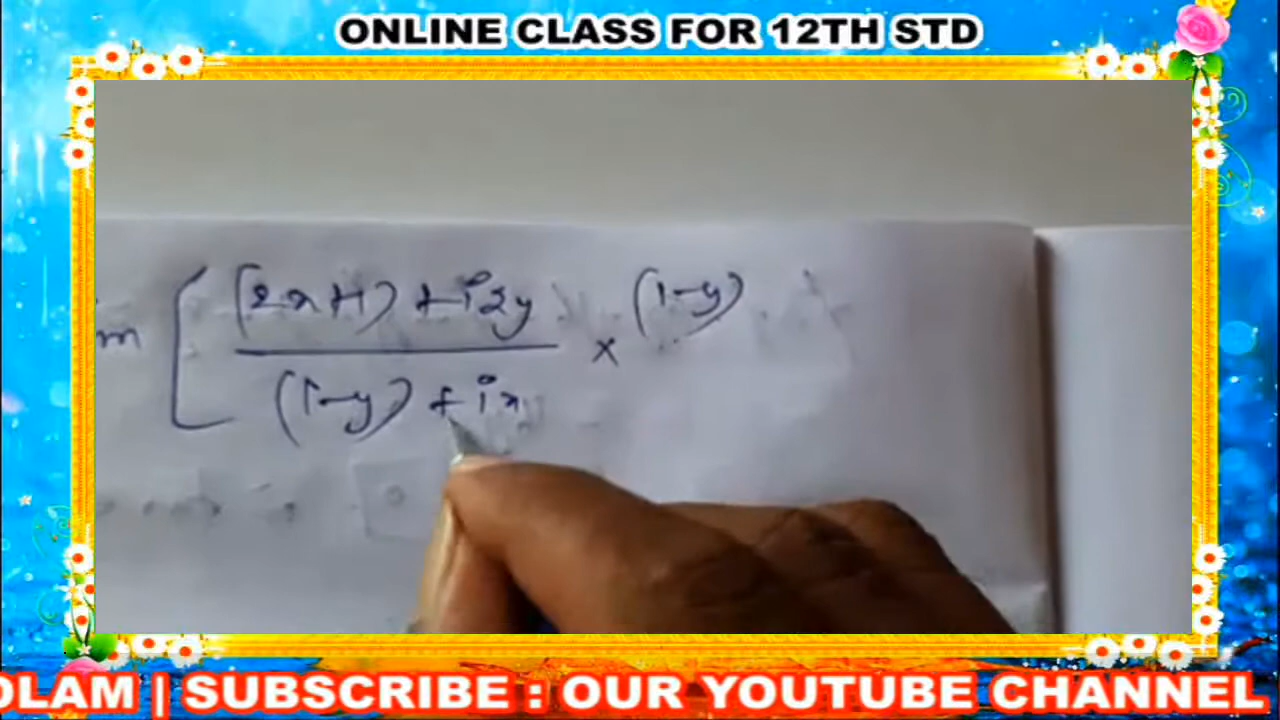 ONLINE CLASS FOR 12TH STD
m [ (2x+1) + i2y / (1-y) + ix × (1-y)
OLAM | SUBSCRIBE : OUR YOUTUBE CHANNEL